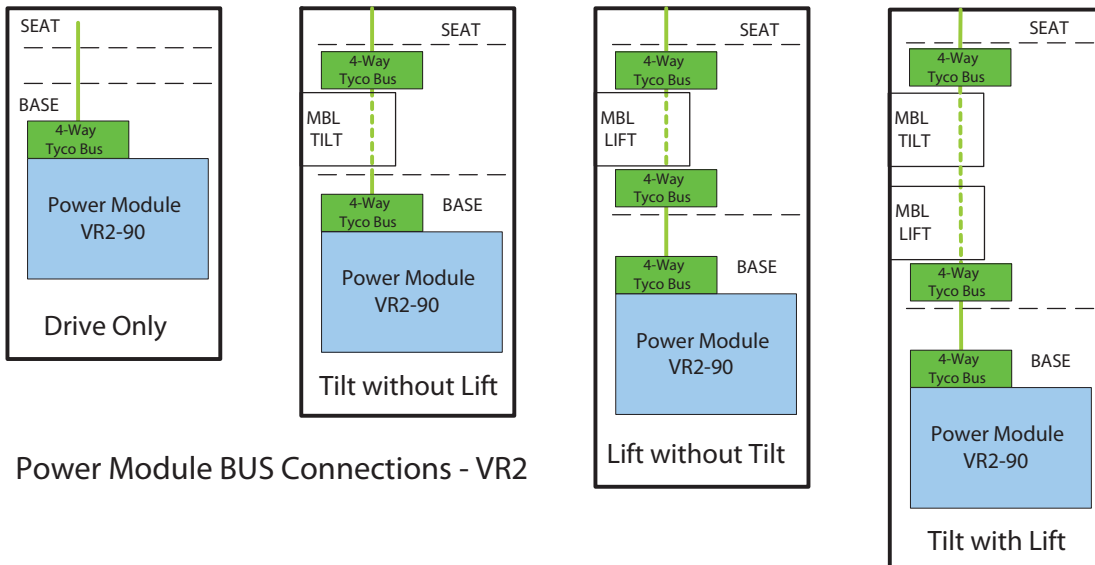 SEAT
BASE
4-Way
Tyco Bus
Power Module
VR2-90
Drive Only
SEAT
4-Way
Tyco Bus
MBL
TILT
4-Way
Tyco Bus
BASE
Power Module
VR2-90
Tilt without Lift
SEAT
4-Way
Tyco Bus
MBL
LIFT
4-Way
Tyco Bus
4-Way
Tyco Bus
BASE
Power Module
VR2-90
Lift without Tilt
SEAT
4-Way
Tyco Bus
MBL
TILT
MBL
LIFT
4-Way
Tyco Bus
4-Way
Tyco Bus
BASE
Power Module
VR2-90
Tilt with Lift
Power Module BUS Connections - VR2